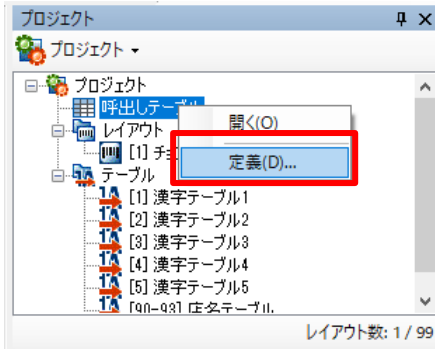 プロジェクト
プロジェクト
プロジェクト
呼出しテーブル
開く(O)
レイアウト
定義(D)...
[1]
テーブル
[1] 漢字テーブル1
[2] 漢字テーブル2
[3] 漢字テーブル3
[4] 漢字テーブル4
[5] 漢字テーブル5
[90-93] 店名テーブル
レイアウト数: 1 / 99